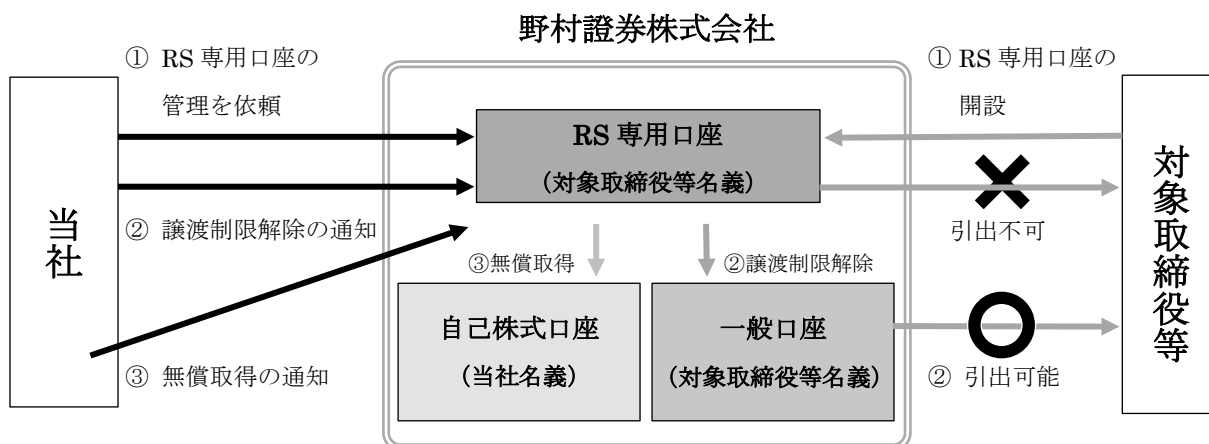 野村證券株式会社
① RS 専用口座の
管理を依頼
② 譲渡制限解除の通知
③ 無償取得の通知
当社
RS 専用口座
(対象取締役等名義)
③無償取得
②譲渡制限解除
自己株式口座
(当社名義)
一般口座
(対象取締役等名義)
① RS 専用口座の
開設
引出不可
② 引出可能
対象取締役等